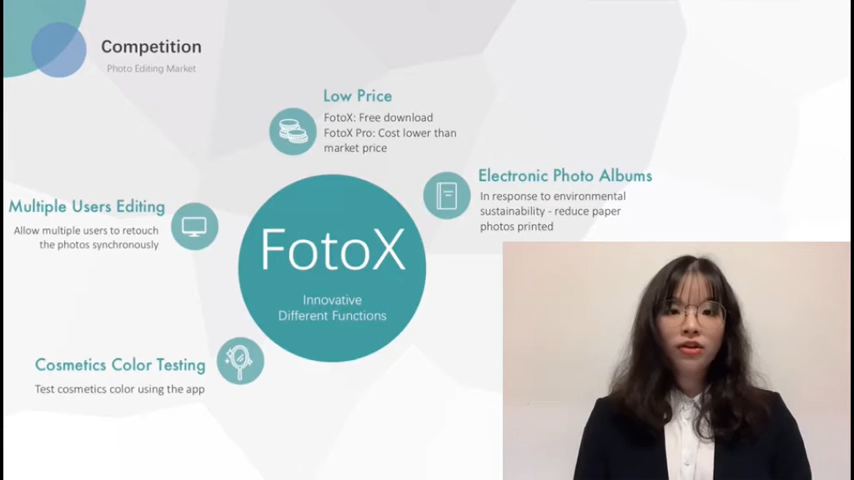 Competition
Photo Editing Market
Low Price
FotoX: Free download
FotoX Pro: Cost lower than
market price
Electronic Photo Albums
In response to environmental
sustainability - reduce paper
photos printed
Multiple Users Editing
Allow multiple users to retouch
the photos synchronously
FotoX
Innovative
Different Functions
Cosmetics Color Testing
Test cosmetics color using the app